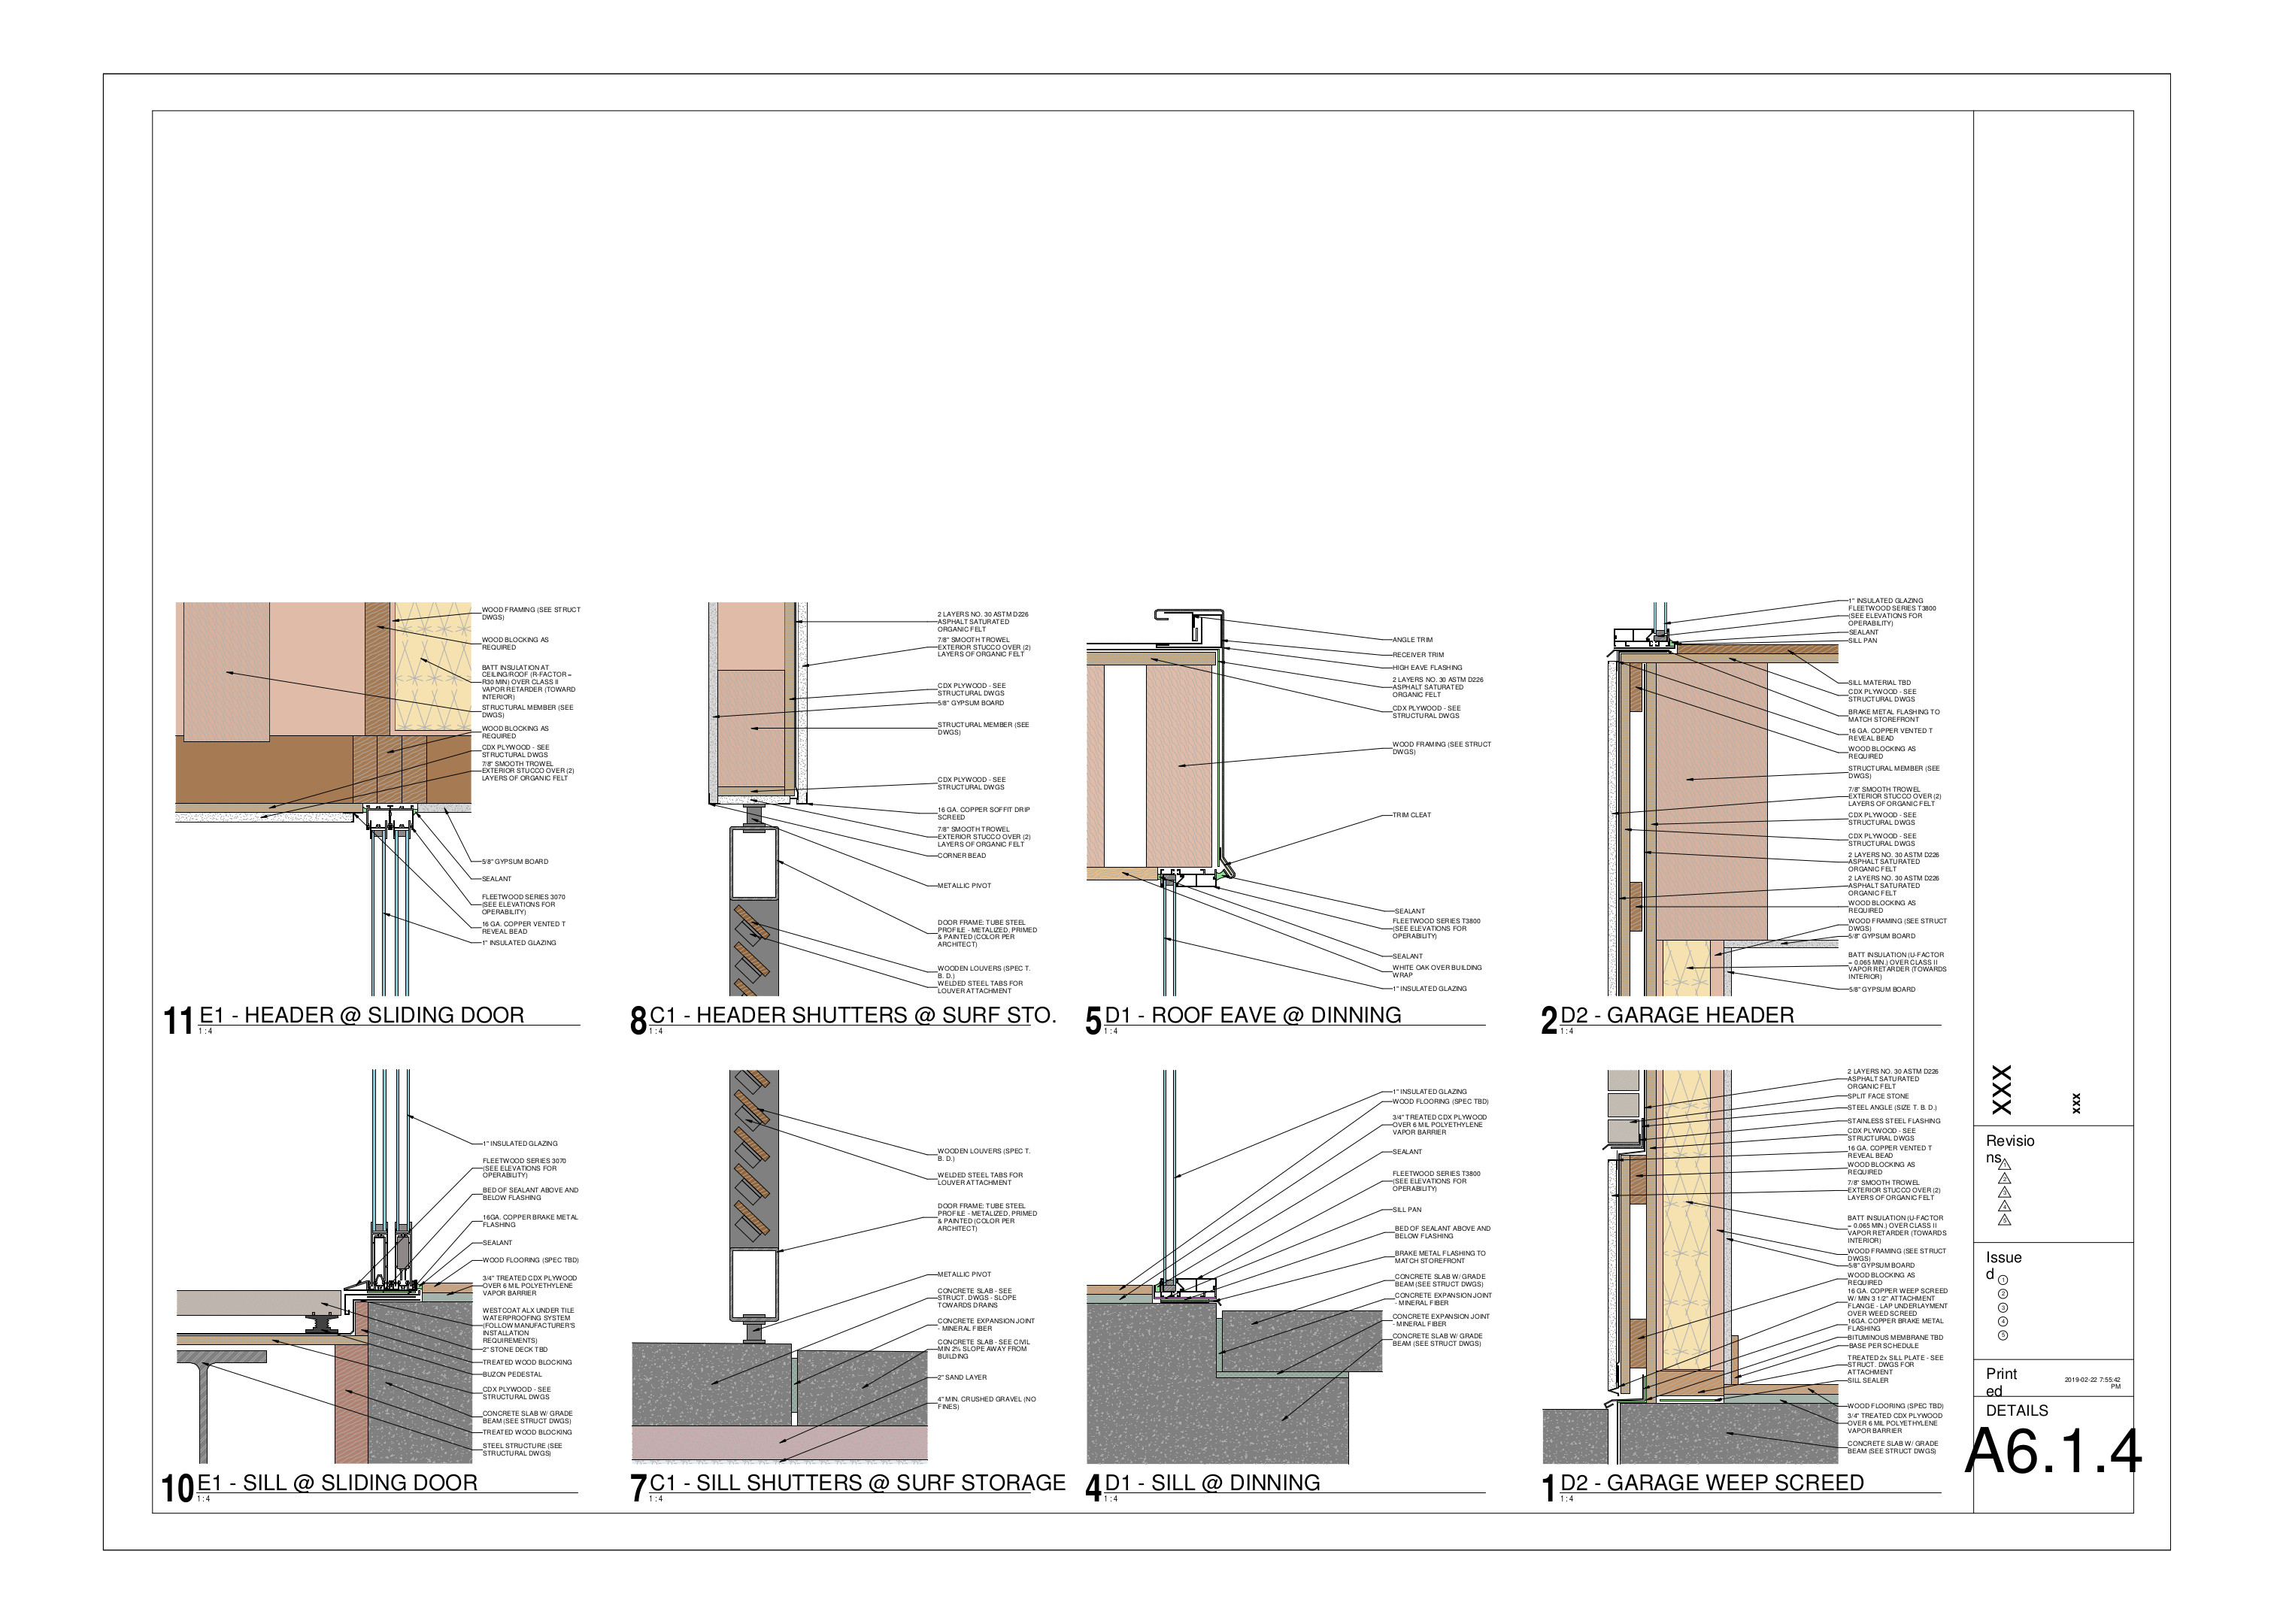 WOOD FRAMING (SEE STRUCT
DWGS)
WOOD BLOCKING AS
REQUIRED
BATT INSULATION AT
CEILING/ROOF (R-FACTOR =
R30 MIN) OVER CLASS II
VAPOR RETARDER (TOWARD
INTERIOR)
STRUCTURAL MEMBER (SEE
DWGS)
WOOD BLOCKING AS
REQUIRED
CDX PLYWOOD - SEE
STRUCTURAL DWGS
7/8" SMOOTH TROWEL
EXTERIOR STUCCO OVER (2)
LAYERS OF ORGANIC FELT
5/8" GYPSUM BOARD
SEALANT
FLEETWOOD SERIES 3070
(SEE ELEVATIONS FOR
OPERABILITY)
16 GA. COPPER VENTED T
REVEAL BEAD
1" INSULATED GLAZING
11 E1 - HEADER @ SLIDING DOOR
1 : 4
2 LAYERS NO. 30 ASTM D226
ASPHALT SATURATED
ORGANIC FELT
7/8" SMOOTH TROWEL
EXTERIOR STUCCO OVER (2)
LAYERS OF ORGANIC FELT
CDX PLYWOOD - SEE
STRUCTURAL DWGS
5/8" GYPSUM BOARD
STRUCTURAL MEMBER (SEE
DWGS)
CDX PLYWOOD - SEE
STRUCTURAL DWGS
16 GA. COPPER SOFFIT DRIP
SCREED
7/8" SMOOTH TROWEL
EXTERIOR STUCCO OVER (2)
LAYERS OF ORGANIC FELT
CORNER BEAD
METALLIC PIVOT
DOOR FRAME: TUBE STEEL
PROFILE - METALIZED, PRIMED
& PAINTED (COLOR PER
ARCHITECT)
WOODEN LOUVERS (SPEC T.
B. D.)
WELDED STEEL TABS FOR
LOUVER ATTACHMENT
8 C1 - HEADER SHUTTERS @ SURF STO.
1 : 4
ANGLE TRIM
RECEIVER TRIM
HIGH EAVE FLASHING
2 LAYERS NO. 30 ASTM D226
ASPHALT SATURATED
ORGANIC FELT
CDX PLYWOOD - SEE
STRUCTURAL DWGS
WOOD FRAMING (SEE STRUCT
DWGS)
TRIM CLEAT
SEALANT
FLEETWOOD SERIES T3800
(SEE ELEVATIONS FOR
OPERABILITY)
SEALANT
WHITE OAK OVER BUILDING
WRAP
1" INSULATED GLAZING
5 D1 - ROOF EAVE @ DINNING
1 : 4
1" INSULATED GLAZING
FLEETWOOD SERIES T3800
(SEE ELEVATIONS FOR
OPERABILITY)
SEALANT
SILL PAN
SILL MATERIAL TBD
CDX PLYWOOD - SEE
STRUCTURAL DWGS
BRAKE METAL FLASHING TO
MATCH STOREFRONT
16 GA. COPPER VENTED T
REVEAL BEAD
WOOD BLOCKING AS
REQUIRED
STRUCTURAL MEMBER (SEE
DWGS)
7/8" SMOOTH TROWEL
EXTERIOR STUCCO OVER (2)
LAYERS OF ORGANIC FELT
CDX PLYWOOD - SEE
STRUCTURAL DWGS
CDX PLYWOOD - SEE
STRUCTURAL DWGS
2 LAYERS NO. 30 ASTM D226
ASPHALT SATURATED
ORGANIC FELT
2 LAYERS NO. 30 ASTM D226
ASPHALT SATURATED
ORGANIC FELT
WOOD BLOCKING AS
REQUIRED
WOOD FRAMING (SEE STRUCT
DWGS)
5/8" GYPSUM BOARD
BATT INSULATION (U-FACTOR
= 0.065 MIN.) OVER CLASS II
VAPOR RETARDER (TOWARDS
INTERIOR)
5/8" GYPSUM BOARD
2 D2 - GARAGE HEADER
1 : 4
1" INSULATED GLAZING
FLEETWOOD SERIES 3070
(SEE ELEVATIONS FOR
OPERABILITY)
BED OF SEALANT ABOVE AND
BELOW FLASHING
16GA. COPPER BRAKE METAL
FLASHING
SEALANT
WOOD FLOORING (SPEC TBD)
3/4" TREATED CDX PLYWOOD
OVER 6 MIL POLYETHYLENE
VAPOR BARRIER
WESTCOAT ALX UNDER TILE
WATERPROOFING SYSTEM
(FOLLOW MANUFACTURER'S
INSTALLATION
REQUIREMENTS)
2" STONE DECK TBD
TREATED WOOD BLOCKING
BUZON PEDESTAL
CDX PLYWOOD - SEE
STRUCTURAL DWGS
CONCRETE SLAB W/ GRADE
BEAM (SEE STRUCT DWGS)
TREATED WOOD BLOCKING
STEEL STRUCTURE (SEE
STRUCTURAL DWGS)
10 E1 - SILL @ SLIDING DOOR
1 : 4
WOODEN LOUVERS (SPEC T.
B. D.)
WELDED STEEL TABS FOR
LOUVER ATTACHMENT
DOOR FRAME: TUBE STEEL
PROFILE - METALIZED, PRIMED
& PAINTED (COLOR PER
ARCHITECT)
METALLIC PIVOT
CONCRETE SLAB - SEE
STRUCT. DWGS - SLOPE
TOWARDS DRAINS
CONCRETE EXPANSION JOINT
- MINERAL FIBER
CONCRETE SLAB - SEE CIVIL
MIN 2% SLOPE AWAY FROM
BUILDING
2" SAND LAYER
4" MIN. CRUSHED GRAVEL (NO
FINES)
7 C1 - SILL SHUTTERS @ SURF STORAGE
1 : 4
1" INSULATED GLAZING
WOOD FLOORING (SPEC TBD)
3/4" TREATED CDX PLYWOOD
OVER 6 MIL POLYETHYLENE
VAPOR BARRIER
SEALANT
FLEETWOOD SERIES T3800
(SEE ELEVATIONS FOR
OPERABILITY)
SILL PAN
BED OF SEALANT ABOVE AND
BELOW FLASHING
BRAKE METAL FLASHING TO
MATCH STOREFRONT
CONCRETE SLAB W/ GRADE
BEAM (SEE STRUCT DWGS)
CONCRETE EXPANSION JOINT
- MINERAL FIBER
CONCRETE EXPANSION JOINT
- MINERAL FIBER
CONCRETE SLAB W/ GRADE
BEAM (SEE STRUCT DWGS)
4 D1 - SILL @ DINNING
1 : 4
2 LAYERS NO. 30 ASTM D226
ASPHALT SATURATED
ORGANIC FELT
SPLIT FACE STONE
STEEL ANGLE (SIZE T. B. D.)
STAINLESS STEEL FLASHING
CDX PLYWOOD - SEE
STRUCTURAL DWGS
16 GA. COPPER VENTED T
REVEAL BEAD
WOOD BLOCKING AS
REQUIRED
7/8" SMOOTH TROWEL
EXTERIOR STUCCO OVER (2)
LAYERS OF ORGANIC FELT
BATT INSULATION (U-FACTOR
= 0.065 MIN.) OVER CLASS II
VAPOR RETARDER (TOWARDS
INTERIOR)
WOOD FRAMING (SEE STRUCT
DWGS)
5/8" GYPSUM BOARD
WOOD BLOCKING AS
REQUIRED
16 GA. COPPER WEEP SCREED
W/ MIN 3 1/2" ATTACHMENT
FLANGE - LAP UNDERLAYMENT
OVER WEED SCREED
16GA. COPPER BRAKE METAL
FLASHING
BITUMINOUS MEMBRANE TBD
BASE PER SCHEDULE
TREATED 2x SILL PLATE - SEE
STRUCT. DWGS FOR
ATTACHMENT
SILL SEALER
WOOD FLOORING (SPEC TBD)
3/4" TREATED CDX PLYWOOD
OVER 6 MIL POLYETHYLENE
VAPOR BARRIER
CONCRETE SLAB W/ GRADE
BEAM (SEE STRUCT DWGS)
1 D2 - GARAGE WEEP SCREED
1 : 4
XXX
XXX
Revisio
ns
1
2
3
4
5
Issue
d
1
2
3
4
5
Print
ed
2019-02-22 7:55:42
PM
DETAILS
A6.1.4